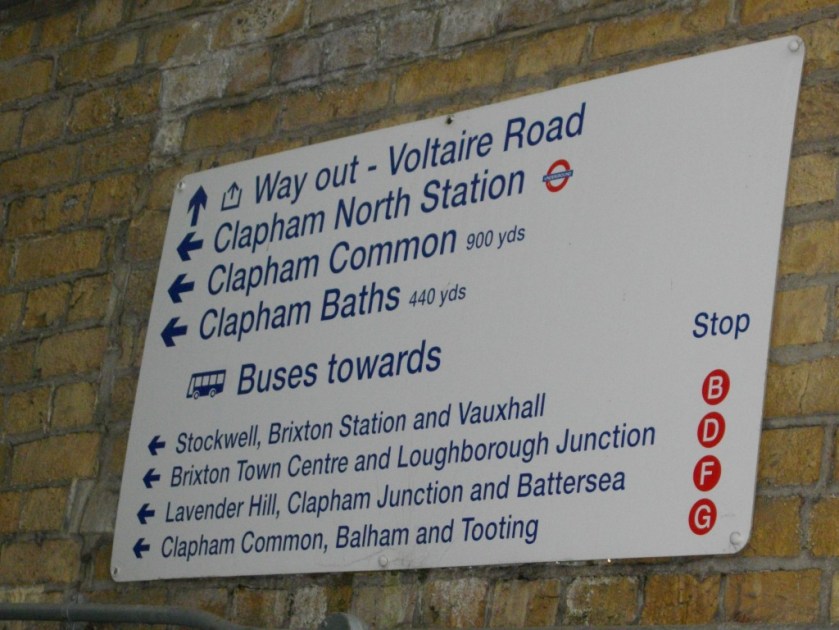 Way out - Voltaire Road
Clapham North Station
Clapham Common 900 yds
Clapham Baths 440 yds
Buses towards Stop
Stockwell, Brixton Station and Vauxhall B
Brixton Town Centre and Loughborough Junction D
Lavender Hill, Clapham Junction and Battersea F
Clapham Common, Balham and Tooting G